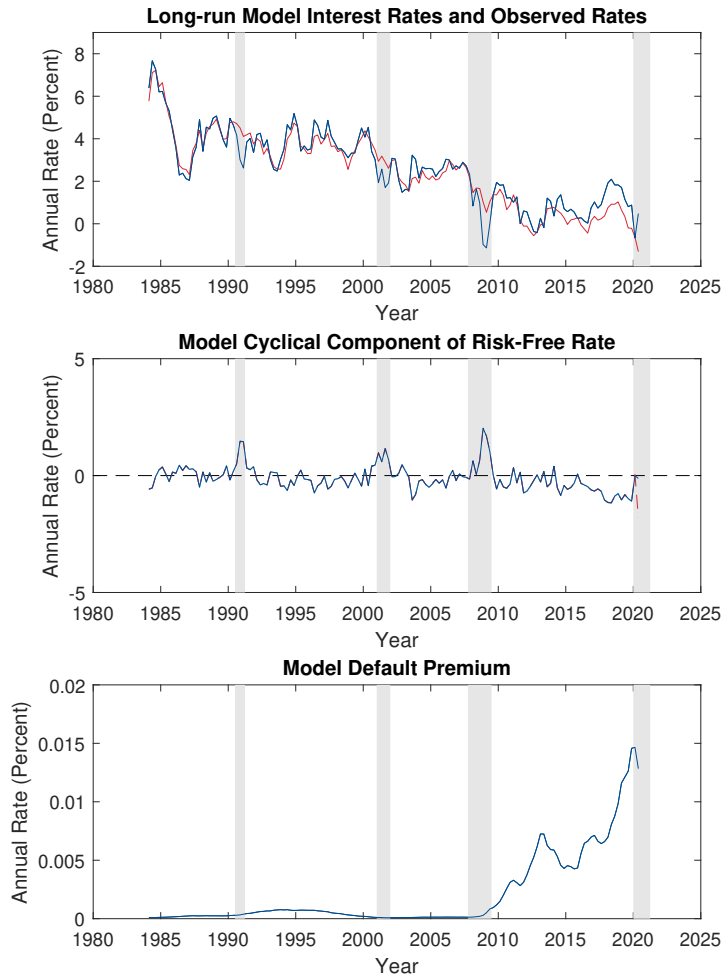 Long-run Model Interest Rates and Observed Rates
Annual Rate (Percent)
8
6
4
2
0
-2
1980 1985 1990 1995 2000 2005 2010 2015 2020 2025
Year
Model Cyclical Component of Risk-Free Rate
Annual Rate (Percent)
5
0
-5
1980 1985 1990 1995 2000 2005 2010 2015 2020 2025
Year
Model Default Premium
Annual Rate (Percent)
0.02
0.015
0.01
0.005
0
1980 1985 1990 1995 2000 2005 2010 2015 2020 2025
Year